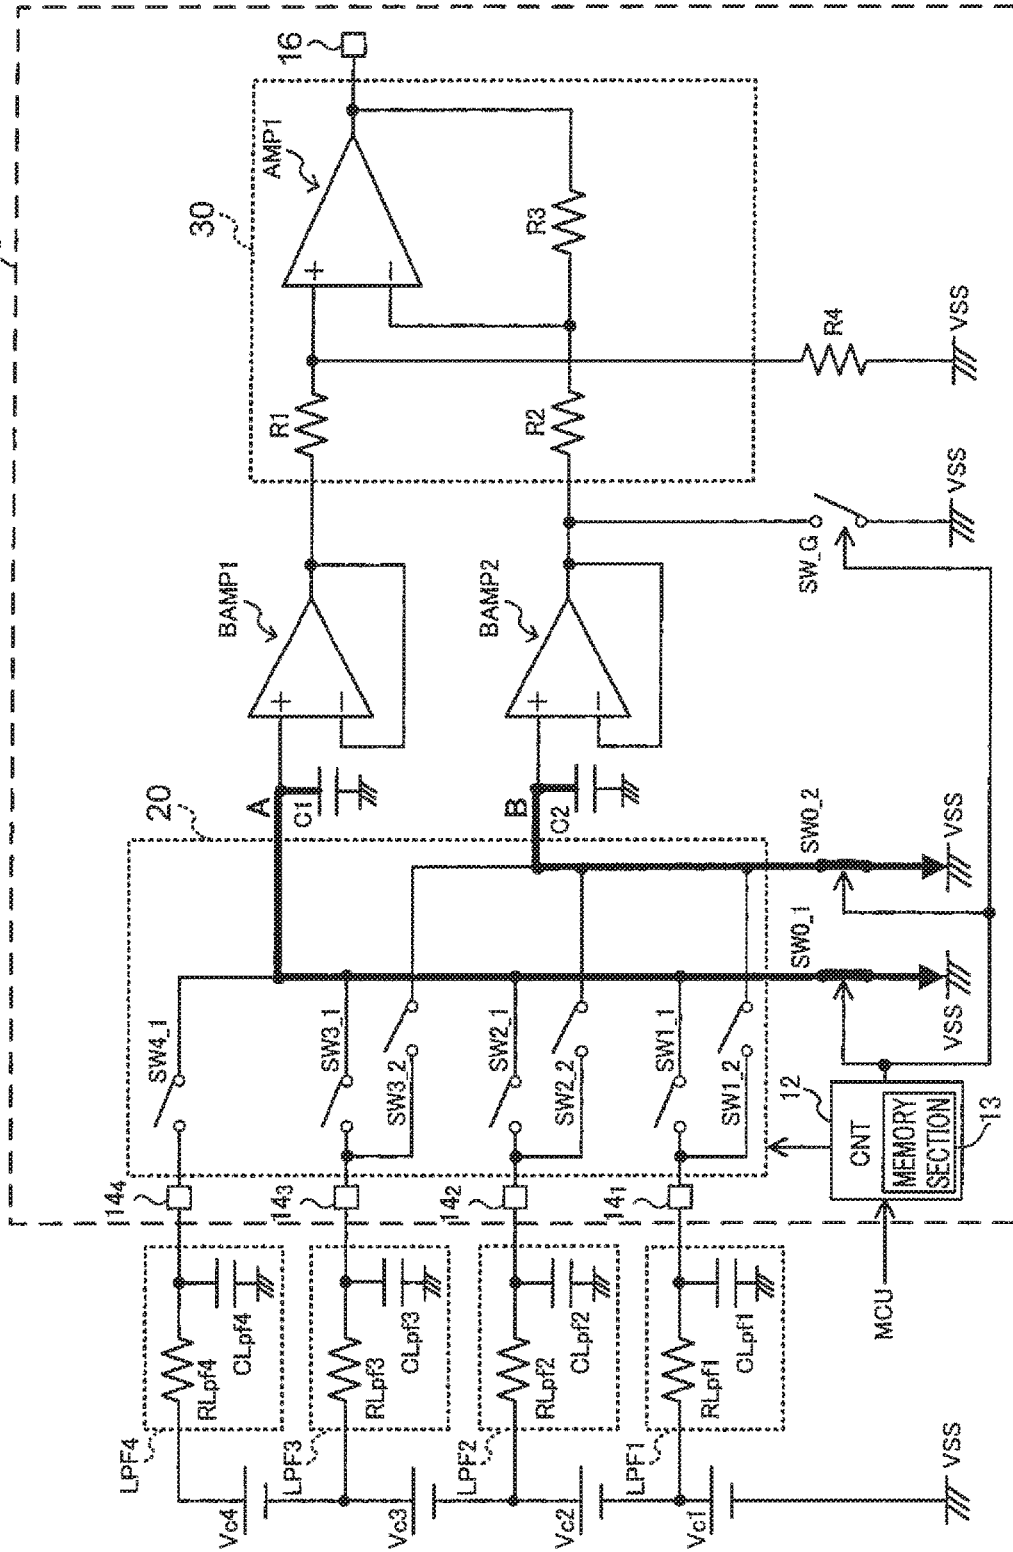 16
AMP1
30
R3
R4
VSS
R1
R2
VSS
SW_G
BAMP1
BAMP2
+
−
+
−
+
−
A
B
C1
C2
20
SW0_2
VSS
SW0_1
VSS
SW4_1
SW3_1
SW3_2
SW2_1
SW2_2
SW1_1
SW1_2
12
CNT
MEMORY
SECTION
13
14₄
14₃
14₂
14₁
MCU
RLpf4
CLpf4
RLpf3
CLpf3
RLpf2
CLpf2
RLpf1
CLpf1
LPF4
LPF3
LPF2
LPF1
Vc4
Vc3
Vc2
Vc1
VSS